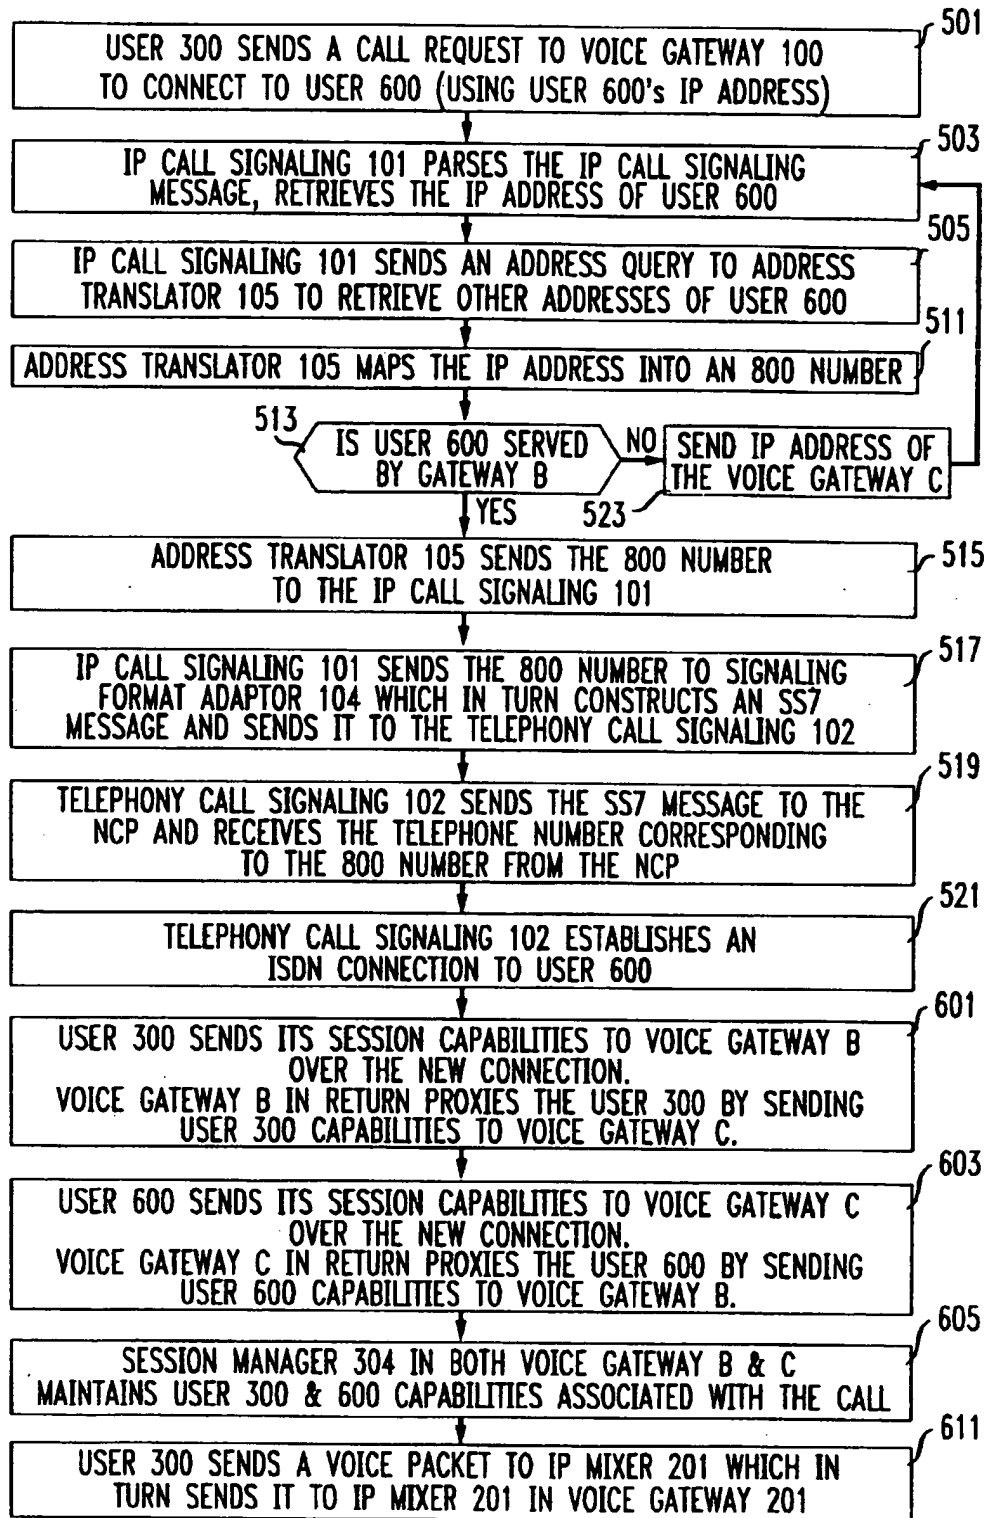 501
USER 300 SENDS A CALL REQUEST TO VOICE GATEWAY 100
TO CONNECT TO USER 600 (USING USER 600's IP ADDRESS)
503
IP CALL SIGNALING 101 PARSES THE IP CALL SIGNALING
MESSAGE, RETRIEVES THE IP ADDRESS OF USER 600
505
IP CALL SIGNALING 101 SENDS AN ADDRESS QUERY TO ADDRESS
TRANSLATOR 105 TO RETRIEVE OTHER ADDRESSES OF USER 600
511
ADDRESS TRANSLATOR 105 MAPS THE IP ADDRESS INTO AN 800 NUMBER
513
IS USER 600 SERVED
BY GATEWAY B
NO
SEND IP ADDRESS OF
THE VOICE GATEWAY C
523
YES
515
ADDRESS TRANSLATOR 105 SENDS THE 800 NUMBER
TO THE IP CALL SIGNALING 101
517
IP CALL SIGNALING 101 SENDS THE 800 NUMBER TO SIGNALING
FORMAT ADAPTOR 104 WHICH IN TURN CONSTRUCTS AN SS7
MESSAGE AND SENDS IT TO THE TELEPHONY CALL SIGNALING 102
519
TELEPHONY CALL SIGNALING 102 SENDS THE SS7 MESSAGE TO THE
NCP AND RECEIVES THE TELEPHONE NUMBER CORRESPONDING
TO THE 800 NUMBER FROM THE NCP
521
TELEPHONY CALL SIGNALING 102 ESTABLISHES AN
ISDN CONNECTION TO USER 600
601
USER 300 SENDS ITS SESSION CAPABILITIES TO VOICE GATEWAY B
OVER THE NEW CONNECTION.
VOICE GATEWAY B IN RETURN PROXIES THE USER 300 BY SENDING
USER 300 CAPABILITIES TO VOICE GATEWAY C.
603
USER 600 SENDS ITS SESSION CAPABILITIES TO VOICE GATEWAY C
OVER THE NEW CONNECTION.
VOICE GATEWAY C IN RETURN PROXIES THE USER 600 BY SENDING
USER 600 CAPABILITIES TO VOICE GATEWAY B.
605
SESSION MANAGER 304 IN BOTH VOICE GATEWAY B & C
MAINTAINS USER 300 & 600 CAPABILITIES ASSOCIATED WITH THE CALL
611
USER 300 SENDS A VOICE PACKET TO IP MIXER 201 WHICH IN
TURN SENDS IT TO IP MIXER 201 IN VOICE GATEWAY 201